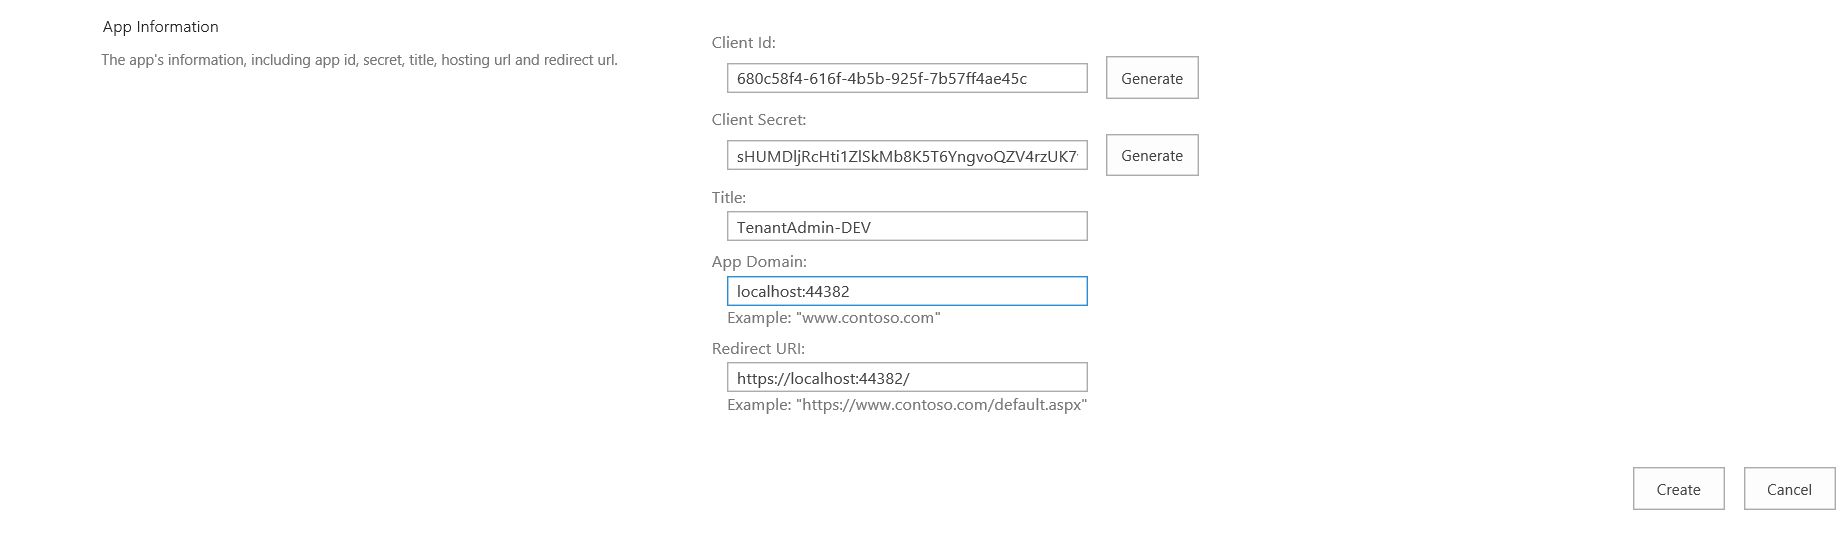 App Information
The app's information, including app id, secret, title, hosting url and redirect url.
Client Id:
680c58f4-616f-4b5b-925f-7b57ff4ae45c
Generate
Client Secret:
sHUMDljRcHti1ZlSkMb8K5T6YngvoQZV4rzUK7
Generate
Title:
TenantAdmin-DEV
App Domain:
localhost:44382
Example: "www.contoso.com"
Redirect URI:
https://localhost:44382/
Example: "https://www.contoso.com/default.aspx"
Create
Cancel